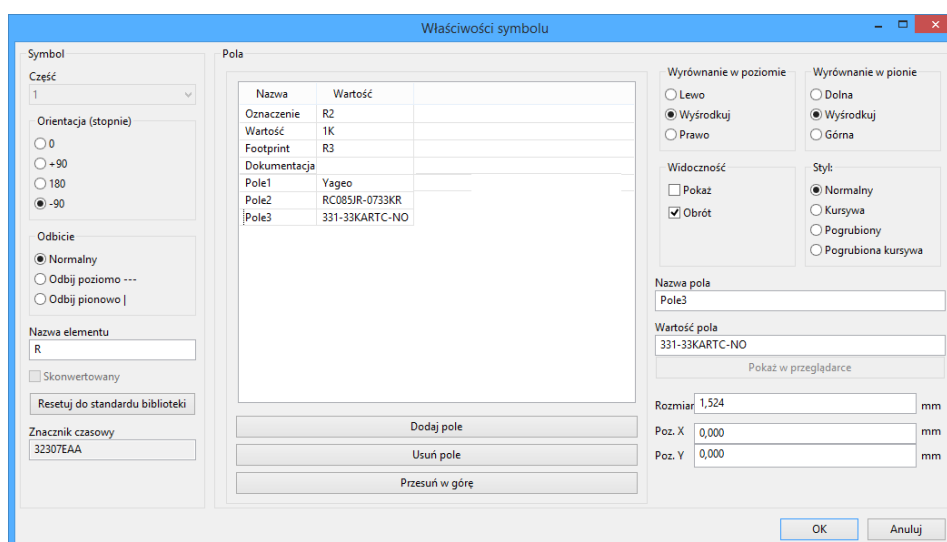 Właściwości symbolu
Symbol
Część
1
Orientacja (stopnie)
0
+90
180
-90
Odbicie
Normalny
Odbij poziomo ---
Odbij pionowo |
Nazwa elementu
R
Skonwertowany
Resetuj do standardu biblioteki
Znacznik czasowy
32307EAA
Pola
Nazwa Wartość
Oznaczenie R2
Wartość 1K
Footprint R3
Dokumentacja
Pole1 Yageo
Pole2 RC085JR-0733KR
Pole3 331-33KARTC-NO
Dodaj pole
Usuń pole
Przesuń w górę
Wyrównanie w poziomie
Lewo
Wyśrodkuj
Prawo
Wyrównanie w pionie
Dolna
Wyśrodkuj
Górna
Widoczność
Pokaż
Obrót
Styl:
Normalny
Kursywa
Pogrubiony
Pogrubiona kursywa
Nazwa pola
Pole3
Wartość pola
331-33KARTC-NO
Pokaż w przeglądarce
Rozmiar 1,524 mm
Poz. X 0,000 mm
Poz. Y 0,000 mm
OK Anuluj